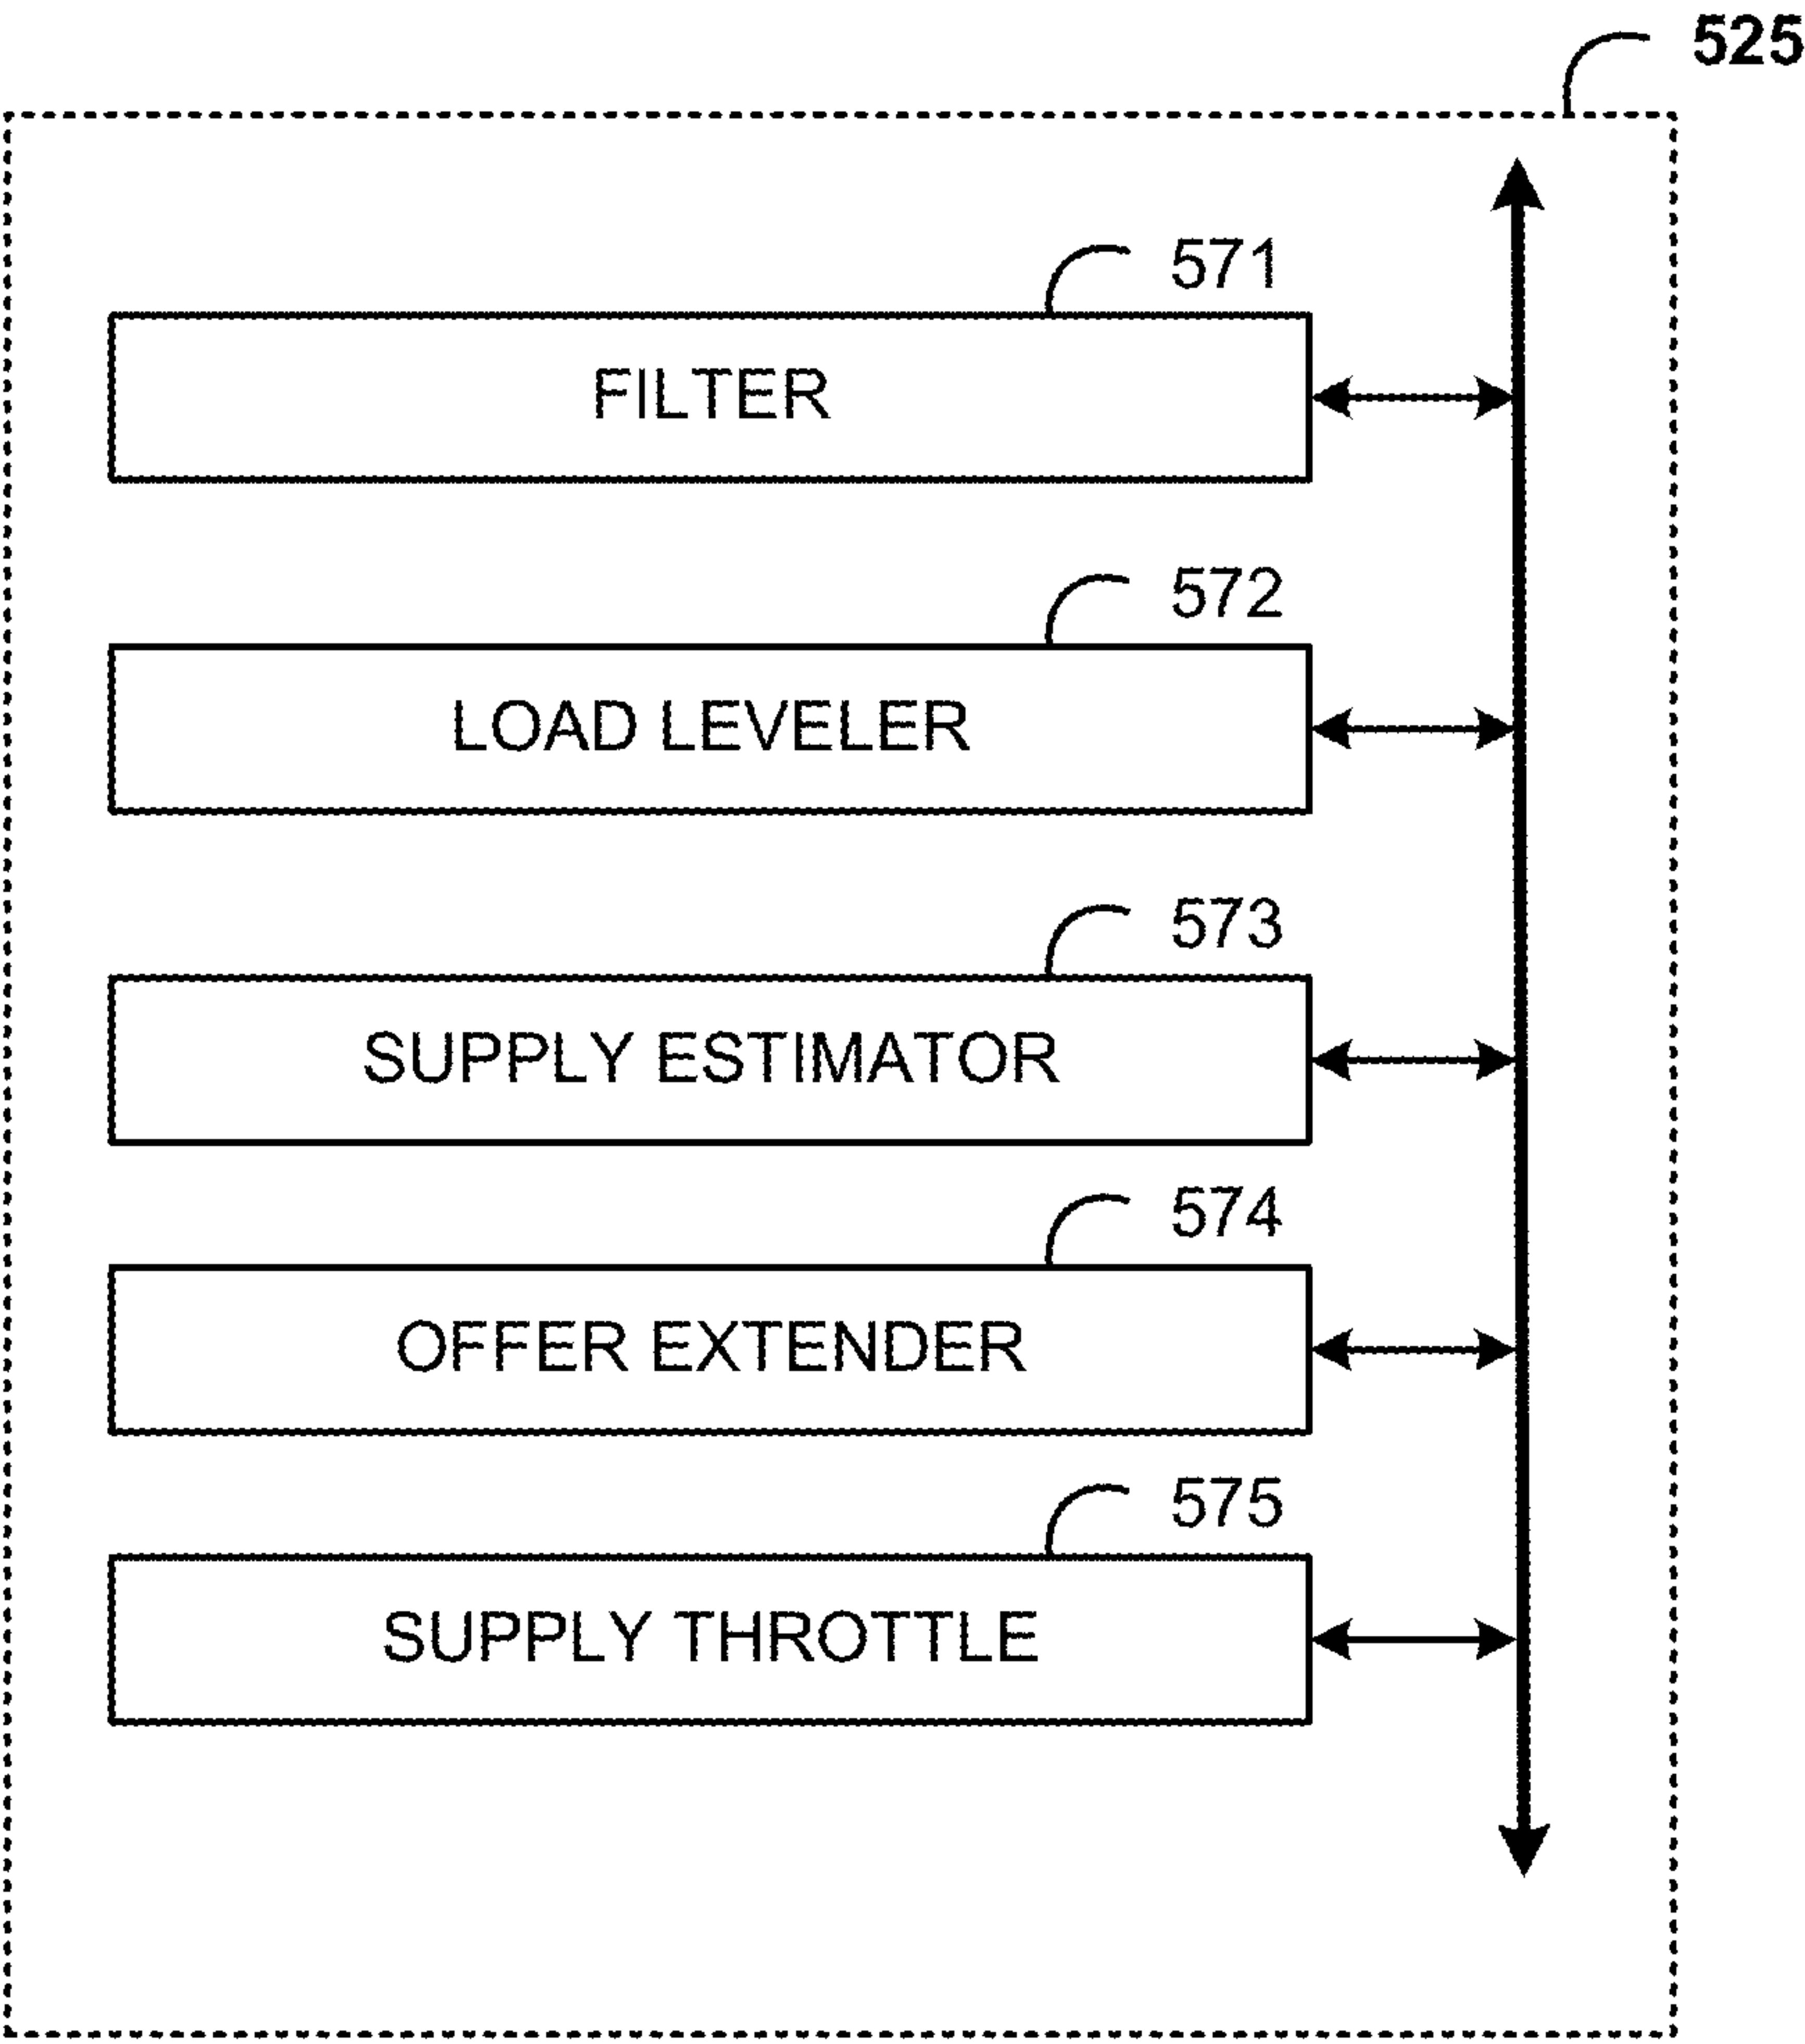 525
571
FILTER
572
LOAD LEVELER
573
SUPPLY ESTIMATOR
574
OFFER EXTENDER
575
SUPPLY THROTTLE